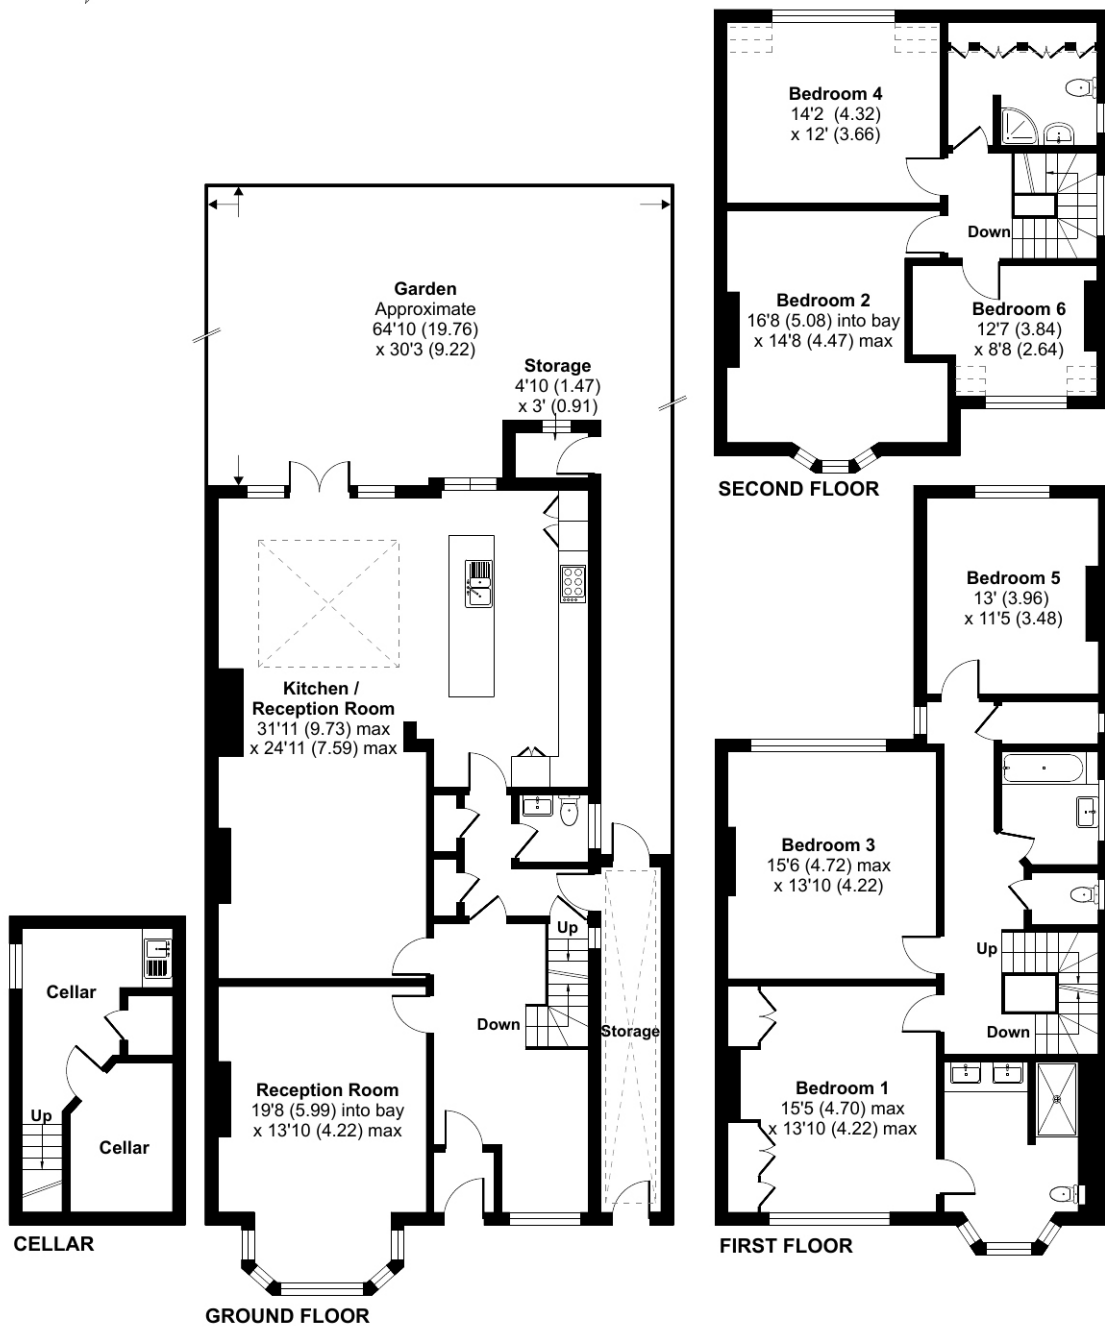 Bedroom 4
14'2 (4.32)
x 12' (3.66)
Down
Bedroom 2
16'8 (5.08) into bay
x 14'8 (4.47) max
Bedroom 6
12'7 (3.84)
x 8'8 (2.64)
SECOND FLOOR
Garden
Approximate
64'10 (19.76)
x 30'3 (9.22)
Storage
4'10 (1.47)
x 3' (0.91)
Kitchen /
Reception Room
31'11 (9.73) max
x 24'11 (7.59) max
Up
Down
Storage
Reception Room
19'8 (5.99) into bay
x 13'10 (4.22) max
GROUND FLOOR
Cellar
Up
Cellar
CELLAR
Bedroom 5
13' (3.96)
x 11'5 (3.48)
Bedroom 3
15'6 (4.72) max
x 13'10 (4.22)
Up
Down
Bedroom 1
15'5 (4.70) max
x 13'10 (4.22) max
FIRST FLOOR